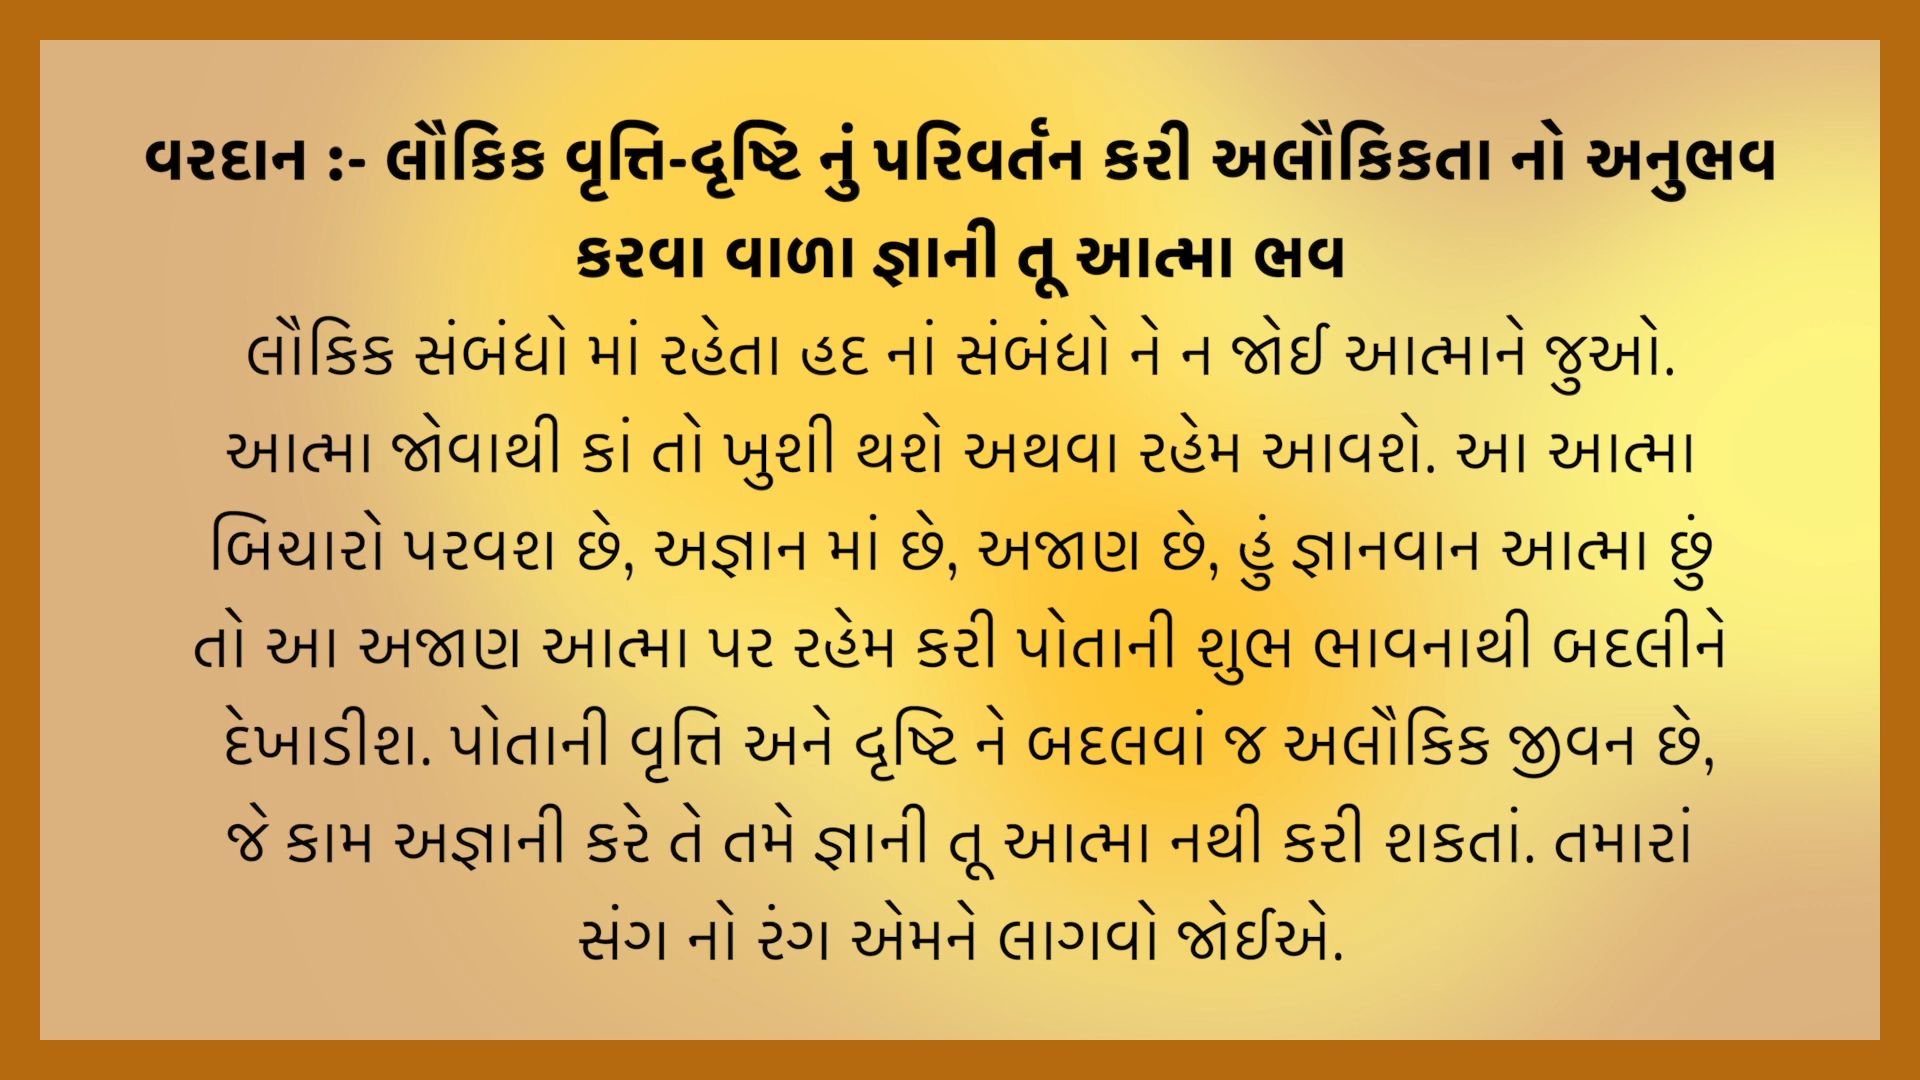 વરદાન :- લૌકિક વૃત્તિ-દૃષ્ટિ નું પરિવર્તન કરી અલૌકિકતા નો અનુભવ
કરવા વાળા જ્ઞાની તૂ આત્મા ભવ
લૌકિક સંબંધો માં રહેતા હદ નાં સંબંધો ને ન જોઈ આત્માને જુઓ.
આત્મા જોવાથી કાં તો ખુશી થશે અથવા રહેમ આવશે. આ આત્મા
બિચારો પરવશ છે, અજ્ઞાન માં છે, અજાણ છે, હું જ્ઞાનવાન આત્મા છું
તો આ અજાણ આત્મા પર રહેમ કરી પોતાની શુભ ભાવનાથી બદલીને
દેખાડીશ. પોતાની વૃત્તિ અને દૃષ્ટિ ને બદલવાં જ અલૌકિક જીવન છે,
જે કામ અજ્ઞાની કરે તે તમે જ્ઞાની તૂ આત્મા નથી કરી શકતાં. તમારાં
સંગ નો રંગ એમને લાગવો જોઈએ.